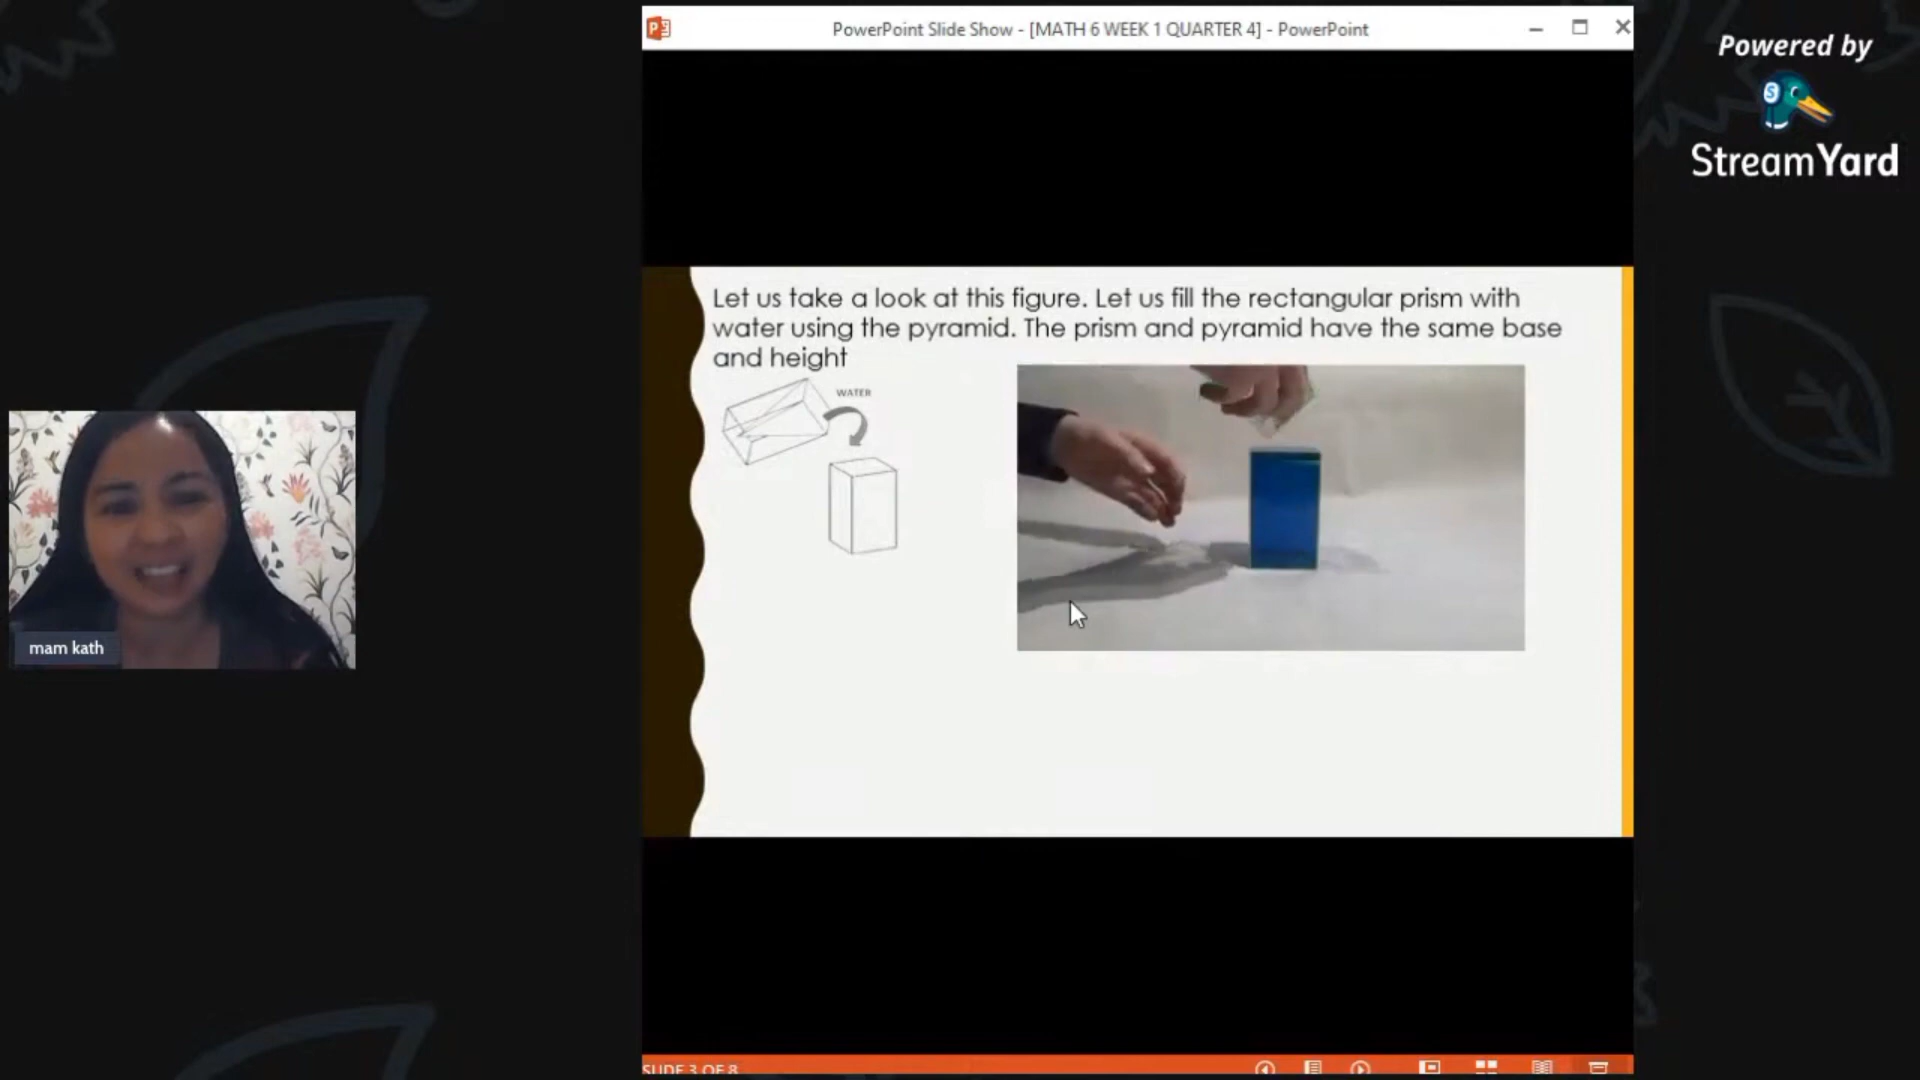 PowerPoint Slide Show - [MATH 6 WEEK 1 QUARTER 4] - PowerPoint
Powered by
StreamYard
Let us take a look at this figure. Let us fill the rectangular prism with
water using the pyramid. The prism and pyramid have the same base
and height
WATER
mam kath
SLIDE 3 OF 8